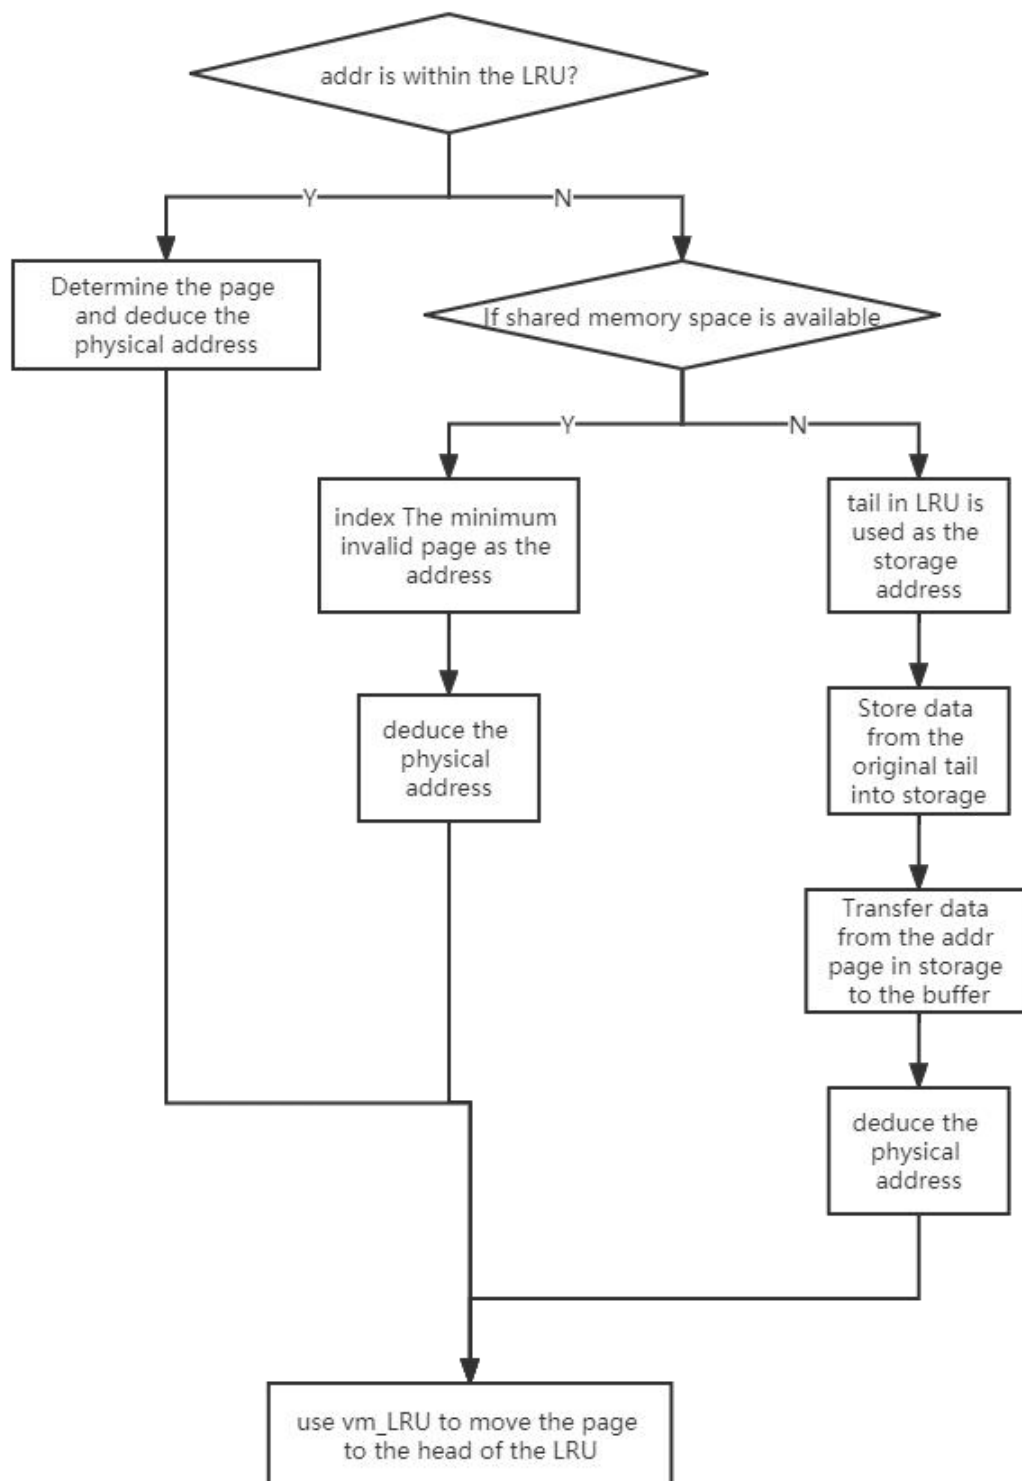 addr is within the LRU?
Y
N
Determine the page
and deduce the
physical address
If shared memory space is available
Y
N
index The minimum
invalid page as the
address
tail in LRU is
used as the
storage
address
deduce the
physical
address
Store data
from the
original tail
into storage
Transfer data
from the addr
page in storage
to the buffer
deduce the
physical
address
use vm_LRU to move the page
to the head of the LRU